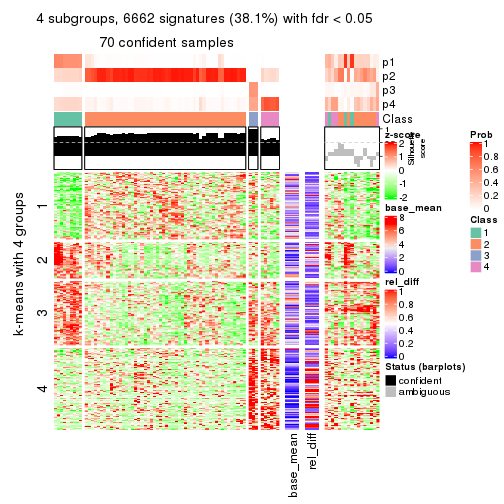 4 subgroups, 6662 signatures (38.1%) with fdr < 0.05
70 confident samples
p1
p2
p3
p4
Class
1
Silhouette
score
k-means with 4 groups
1
2
3
4
base_mean
rel_diff
z-score
2
1
0
-1
-2
base_mean
8
6
4
2
0
rel_diff
1
0.8
0.6
0.4
0.2
0
Status (barplots)
confident
ambiguous
Prob
1
0.8
0.6
0.4
0.2
0
Class
1
2
3
4